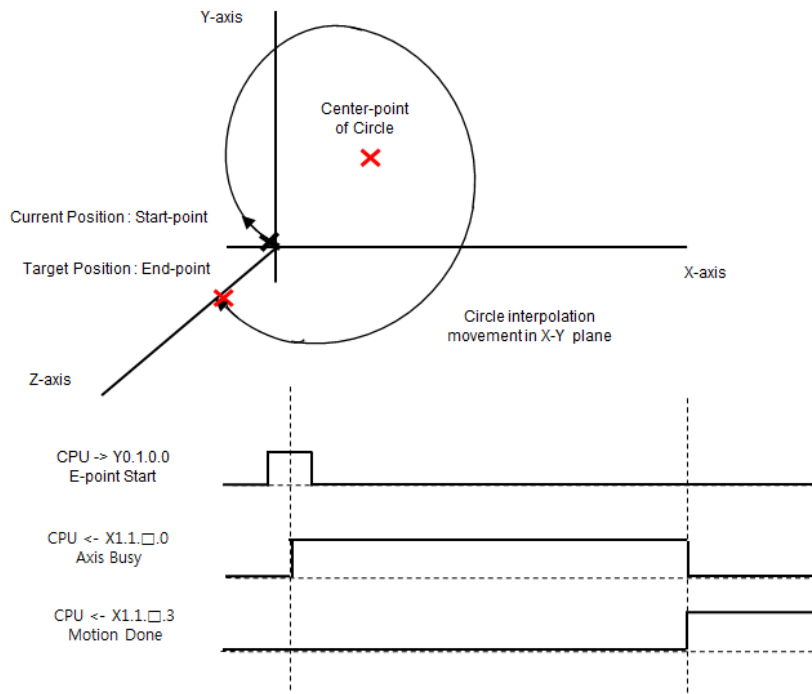 Y-axis
Center-point
of Circle
Current Position : Start-point
Target Position : End-point
X-axis
Circle interpolation
movement in X-Y plane
Z-axis
CPU -> Y0.1.0.0
E-point Start
CPU <- X1.1.□.0
Axis Busy
CPU <- X1.1.□.3
Motion Done